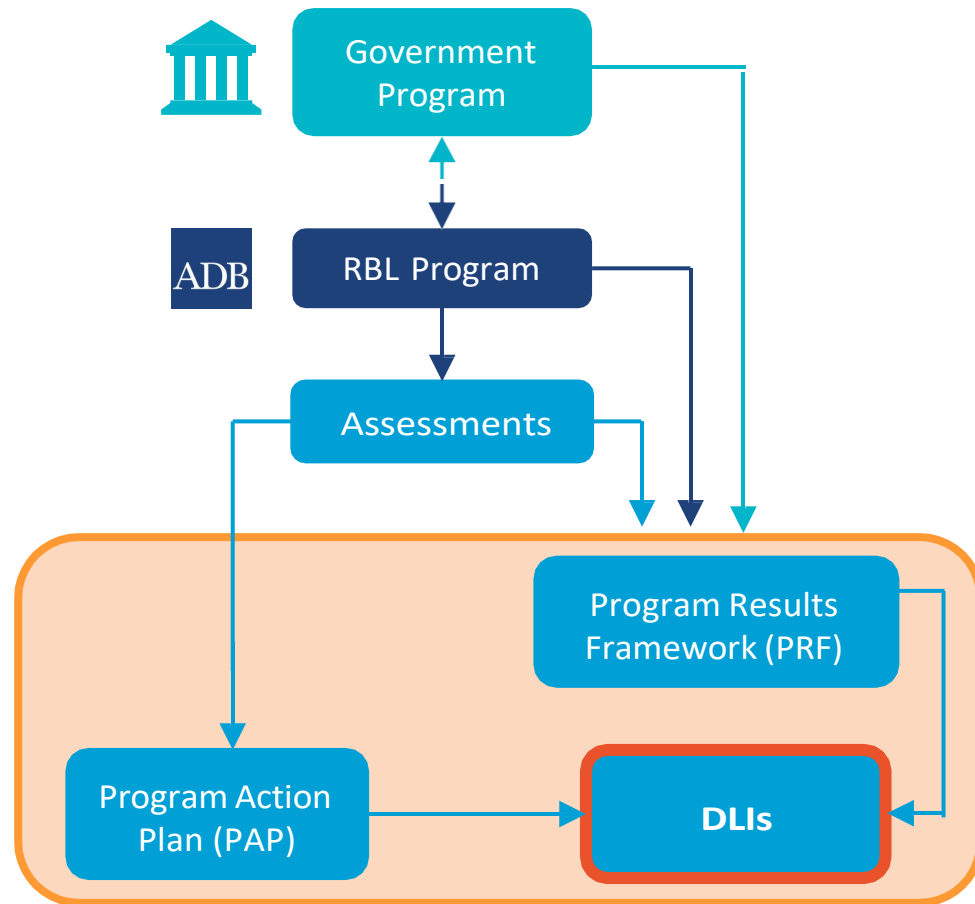 Government
Program
ADB
RBL Program
Assessments
Program Results
Framework (PRF)
Program Action
Plan (PAP)
DLIs